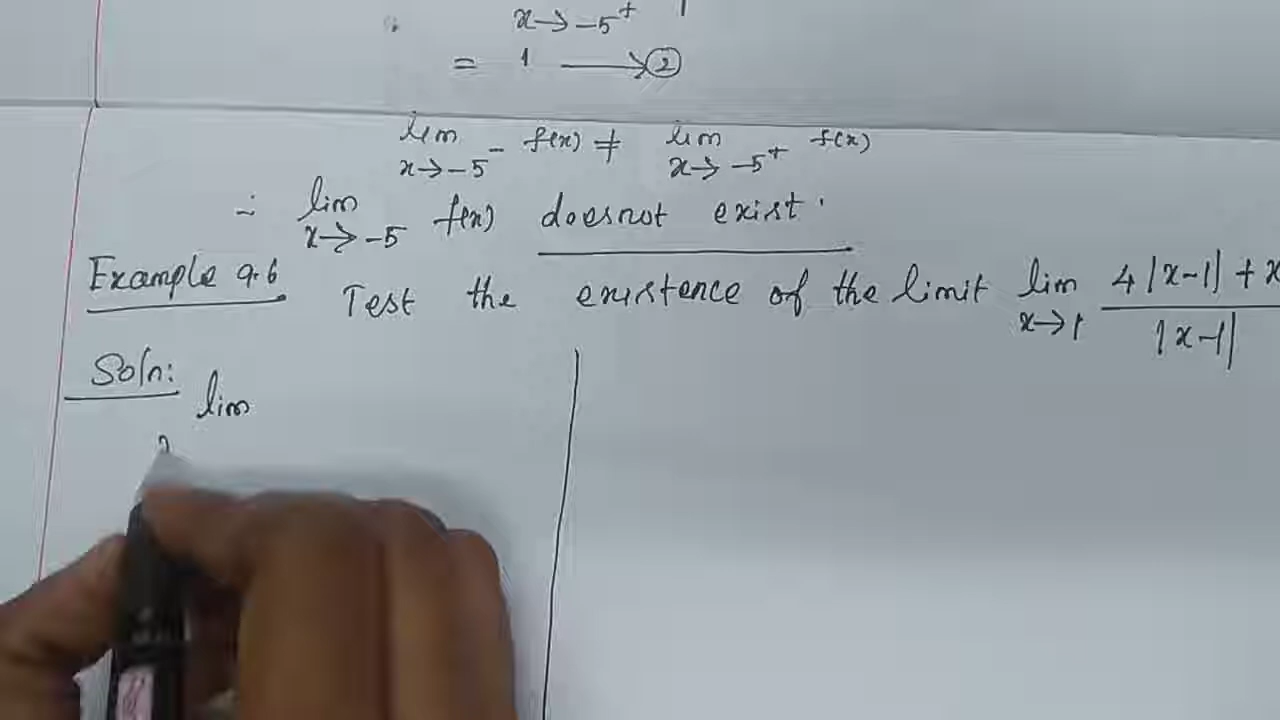 x→-5⁺
= 1 ⟶ ②
lim x→-5⁻ f(x) ≠ lim x→-5⁺ f(x)
∴ lim x→-5 f(x) doesnot exist.
Example 9.6 Test the existence of the limit lim x→1 4|x-1|+x / |x-1|
Soln:
lim